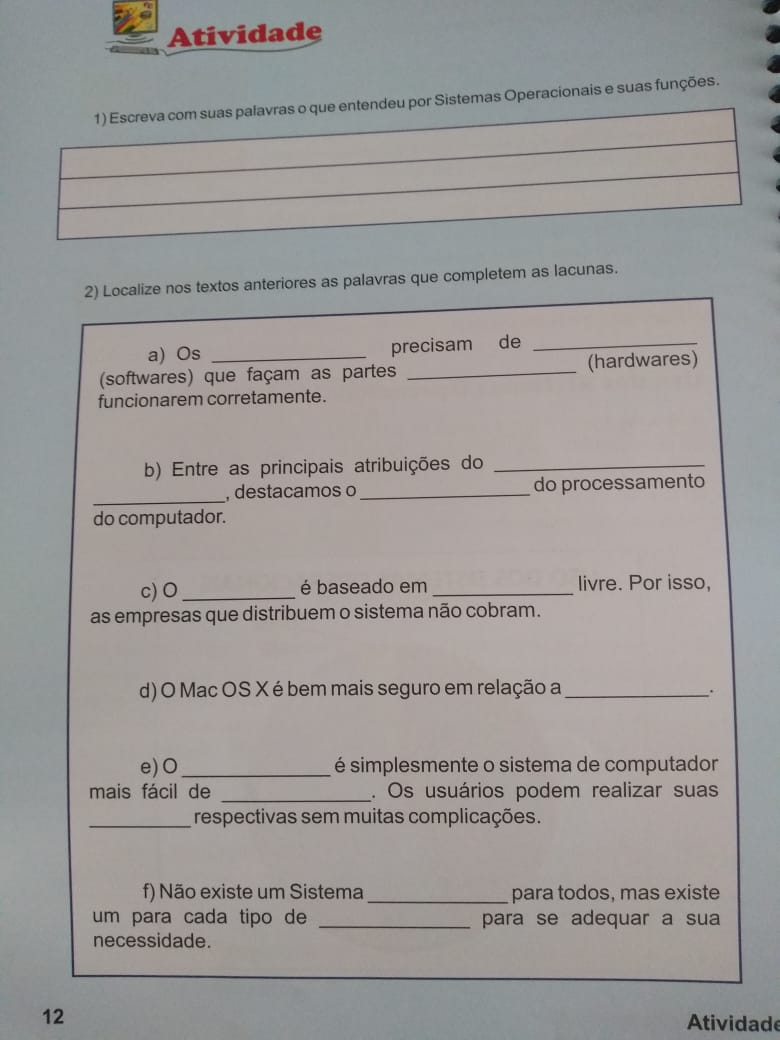 Atividade
1) Escreva com suas palavras o que entendeu por Sistemas Operacionais e suas funções.
2) Localize nos textos anteriores as palavras que completem as lacunas.
a) Os ______________ precisam de ______________
(softwares) que façam as partes ______________ (hardwares)
funcionarem corretamente.
b) Entre as principais atribuições do ______________
______________, destacamos o ______________ do processamento
do computador.
c) O ______________ é baseado em ______________ livre. Por isso,
as empresas que distribuem o sistema não cobram.
d) O Mac OS X é bem mais seguro em relação a ______________.
e) O ______________ é simplesmente o sistema de computador
mais fácil de ______________. Os usuários podem realizar suas
______________ respectivas sem muitas complicações.
f) Não existe um Sistema ______________ para todos, mas existe
um para cada tipo de ______________ para se adequar a sua
necessidade.
12
Atividade